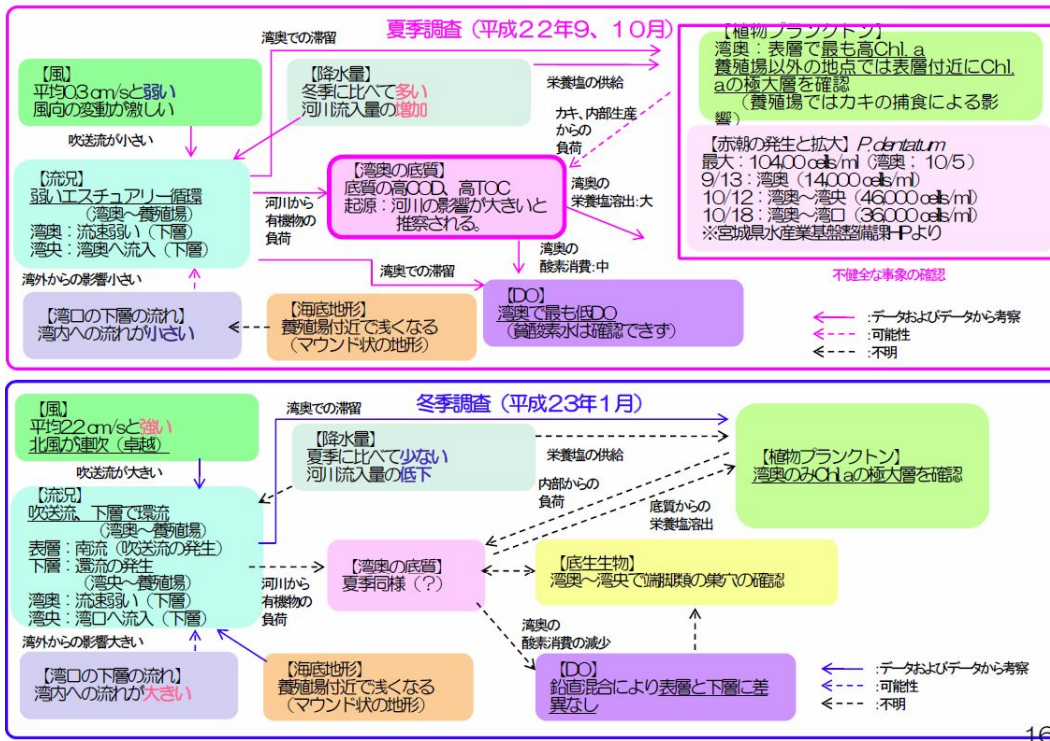 夏季調査(平成22年9、10月)
湾奥での滞留
【風】
平均0.3cm/sと弱い
風向の変動が激しい
吹送流が小さい
【降水量】
冬季に比べて多い
河川流入量の増加
栄養塩の供給
【植物プランクトン】
湾奥:表層で最も高Chl. a
養殖場以外の地点では表層付近にChl.
aの極大層を確認
(養殖場ではカキの捕食による影
響)
カキ、内部生産
からの
負荷
【流況】
弱いエスチュアリー循環
(湾奥~養殖場)
湾奥:流速弱い(下層)
湾央:湾奥へ流入(下層)
河川から
有機物の
負荷
【湾奥の底質】
底質の高COD、高TOC
起源:河川の影響が大きいと
推察される。
湾奥の
栄養塩溶出:大
【赤潮の発生と拡大】P.dentatum
最大:10400 cells/ml(湾奥;10/5)
9/13:湾奥(14,000 cells/ml)
10/12:湾奥~湾央(46,000 cells/ml)
10/18:湾奥~湾口(36,000 cells/ml)
※宮城県水産業基盤整備課HPより
不健全な事象の確認
湾奥の
酸素消費:中
湾奥での滞留
湾外からの影響小さい
【湾口の下層の流れ】
湾内への流れが小さい
【海底地形】
養殖場付近で浅くなる
(マウンド状の地形)
【DO】
湾奥で最も低DO
(貧酸素水は確認できず)
:データおよびデータから考察
:可能性
:不明
冬季調査(平成23年1月)
湾奥での滞留
【風】
平均2.2cm/sと強い
北風が連吹(卓越)
吹送流が大きい
【降水量】
夏季に比べて少ない
河川流入量の低下
栄養塩の供給
内部からの
負荷
底質からの
栄養塩溶出
【植物プランクトン】
湾奥のみChl.aの極大層を確認
【流況】
吹送流、下層で環流
(湾奥~養殖場)
表層:南流(吹送流の発生)
下層:還流の発生
(湾央~養殖場)
湾奥:流速弱い(下層)
湾央:湾口へ流入(下層)
河川から
有機物の
負荷
【湾奥の底質】
夏季同様(?)
【底生生物】
湾奥~湾央で端脚類の巣穴の確認
湾奥の
酸素消費の減少
湾外からの影響大きい
【湾口の下層の流れ】
湾内への流れが大きい
【海底地形】
養殖場付近で浅くなる
(マウンド状の地形)
【DO】
鉛直混合により表層と下層に差
異なし
:データおよびデータから考察
:可能性
:不明
16